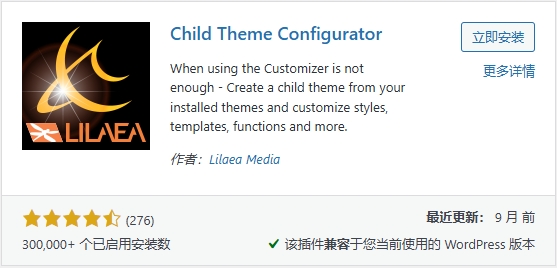 Child Theme Configurator
立即安装
更多详情
When using the Customizer is not
enough - Create a child theme from your
installed themes and customize styles,
templates, functions and more.
作者：Lilaea Media
LILAEA
(276)
最近更新： 9 月 前
300,000+ 个已启用安装数
该插件兼容于您当前使用的 WordPress 版本